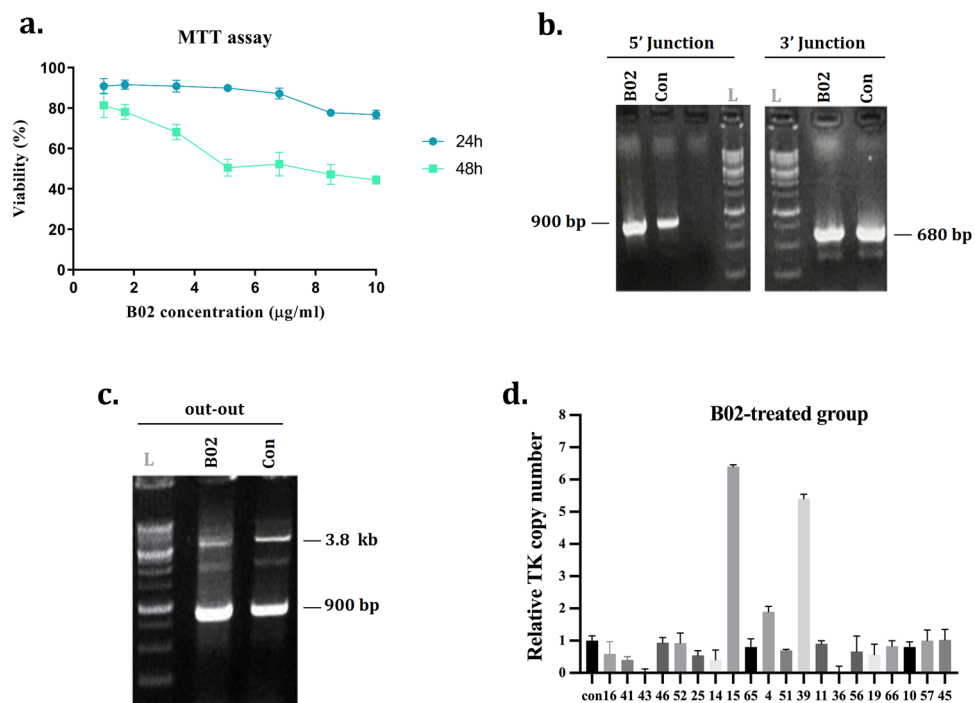 a.
MTT assay
Viability (%)
100
80
60
40
20
0
0 2 4 6 8 10
B02 concentration (µg/ml)
24h
48h
b.
5' Junction
3' Junction
B02 Con L
L B02 Con
900 bp
680 bp
c.
out-out
L B02 Con
3.8 kb
900 bp
d.
B02-treated group
Relative TK copy number
8
7
6
5
4
3
2
1
0
con 16 41 43 46 52 25 14 15 65 4 51 39 11 36 56 19 66 10 57 45